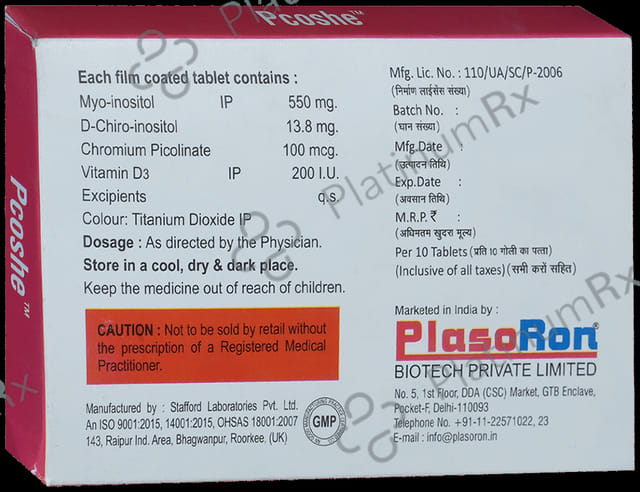 Pcoshe™
Each film coated tablet contains :
Myo-inositol IP 550 mg.
D-Chiro-inositol 13.8 mg.
Chromium Picolinate 100 mcg.
Vitamin D3 IP 200 I.U.
Excipients q.s.
Colour: Titanium Dioxide IP
Dosage : As directed by the Physician.
Store in a cool, dry & dark place.
Keep the medicine out of reach of children.
CAUTION : Not to be sold by retail without
the prescription of a Registered Medical
Practitioner.
Manufactured by : Stafford Laboratories Pvt. Ltd.
An ISO 9001:2015, 14001:2015, OHSAS 18001:2007
143, Raipur Ind. Area, Bhagwanpur, Roorkee. (UK)
GMP
Mfg. Lic. No. : 110/UA/SC/P-2006
(निर्माण लाईसेंस संख्या)
Batch No. :
(घान संख्या)
Mfg.Date :
(उत्पादन तिथि)
Exp.Date :
(अवसान तिथि)
M.R.P.₹ :
(अधिमतम खुदरा मूल्य)
Per 10 Tablets (प्रति 10 गोली का पत्ता)
(Inclusive of all taxes) (सभी करों सहित)
Marketed in India by :
PlasoRon®
BIOTECH PRIVATE LIMITED
No. 5, 1st Floor, DDA (CSC) Market, GTB Enclave,
Pocket-F, Delhi-110093
Telephone No. +91-11-22571022, 23
E-mail : info@plasoron.in
Pcoshe™
PlatinumRx